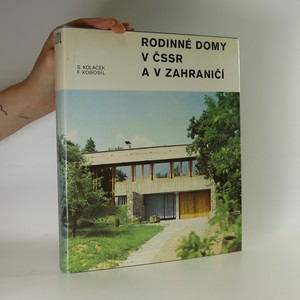 RODINNÉ DOMY
V ČSSR
A V ZAHRANIČÍ
S. KOLÁČEK
F. KOBOSIL